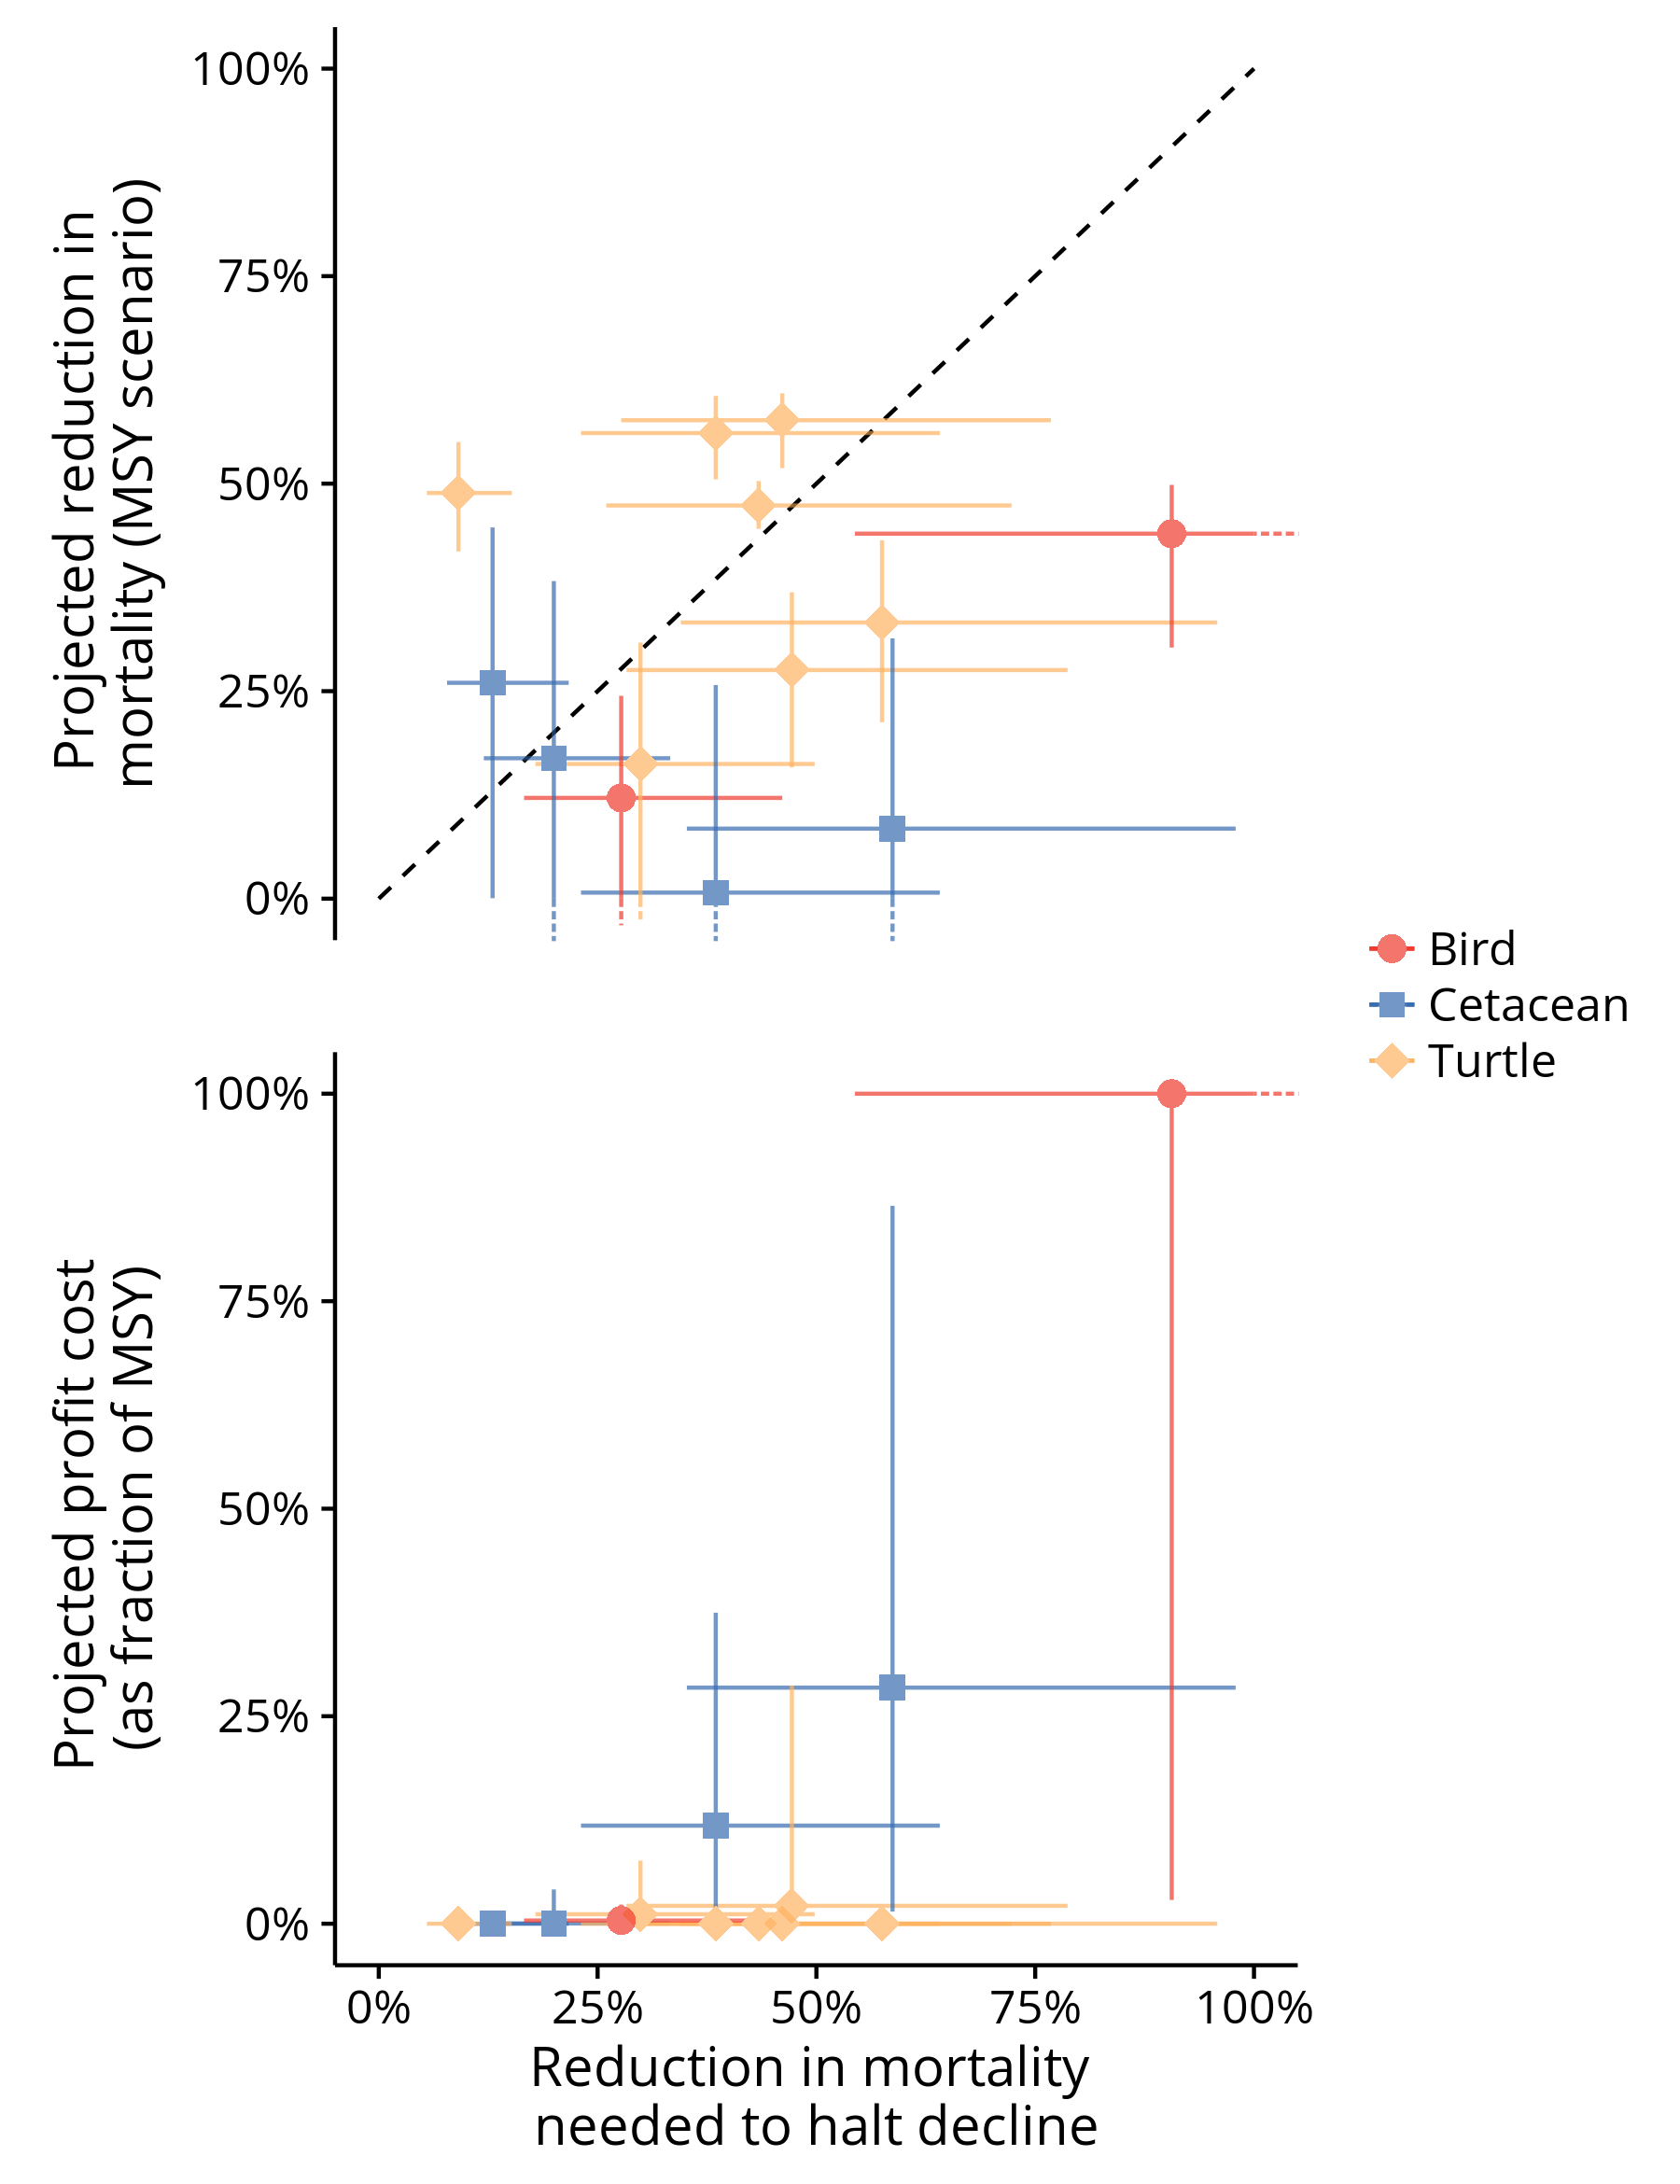 Projected reduction in
mortality (MSY scenario)
100%
75%
50%
25%
0%
Bird
Cetacean
Turtle
Projected profit cost
(as fraction of MSY)
100%
75%
50%
25%
0%
0% 25% 50% 75% 100%
Reduction in mortality
needed to halt decline